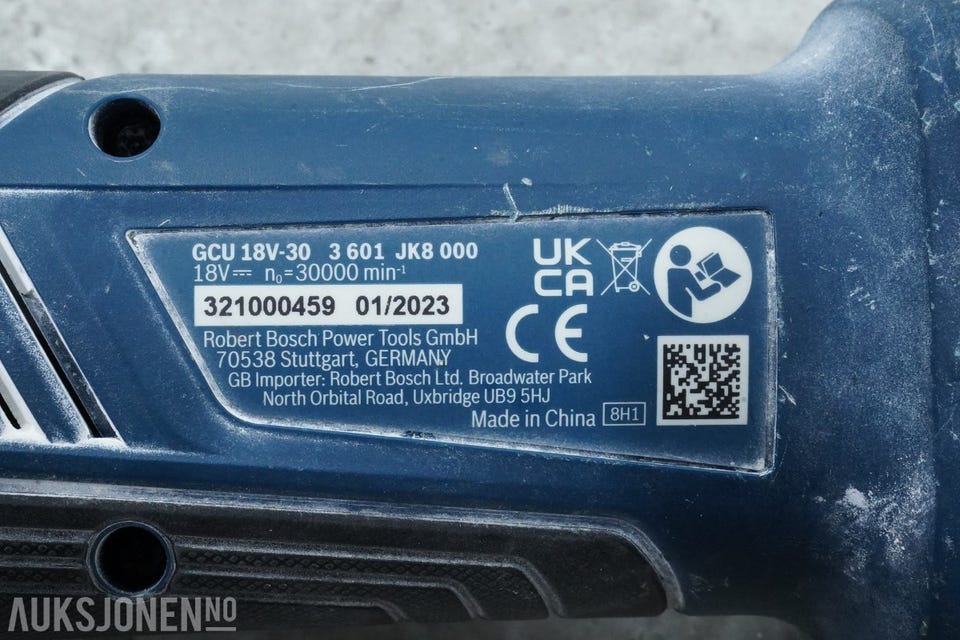 GCU 18V-30 3 601 JK8 000
18V⎓ n₀=30000 min⁻¹
321000459 01/2023
Robert Bosch Power Tools GmbH
70538 Stuttgart, GERMANY
GB Importer: Robert Bosch Ltd. Broadwater Park
North Orbital Road, Uxbridge UB9 5HJ
Made in China 8H1
UK
CA
CE
AUKSJONEN.NO